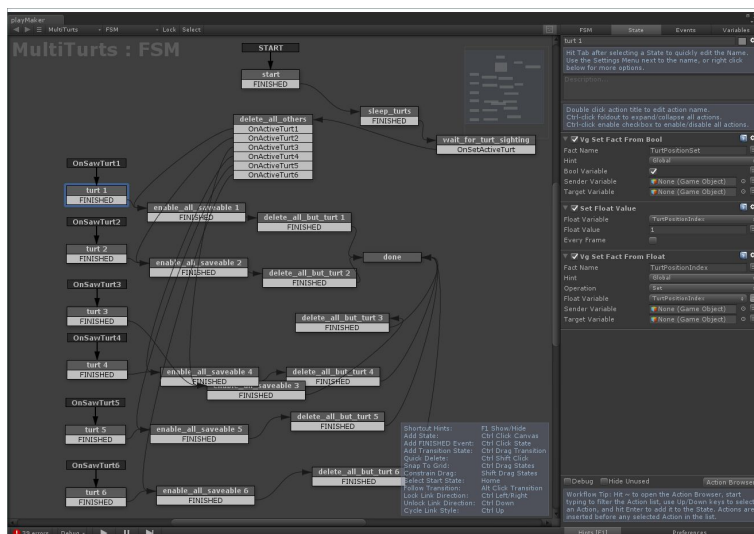 playMaker
MultiTurts FSM Lock Select
MultiTurts : FSM
START
start
FINISHED
sleep_turts
FINISHED
wait_for_turt_sighting
OnSetActiveTurt
delete_all_others
OnActiveTurt1
OnActiveTurt2
OnActiveTurt3
OnActiveTurt4
OnActiveTurt5
OnActiveTurt6
OnSawTurt1
turt 1
FINISHED
enable_all_saveable 1
FINISHED
delete_all_but_turt 1
FINISHED
OnSawTurt2
turt 2
FINISHED
enable_all_saveable 2
FINISHED
delete_all_but_turt 2
FINISHED
done
OnSawTurt3
turt 3
FINISHED
delete_all_but_turt 3
FINISHED
OnSawTurt4
turt 4
FINISHED
enable_all_saveable 4
FINISHED
delete_all_but_turt 4
FINISHED
enable_all_saveable 3
FINISHED
OnSawTurt5
turt 5
FINISHED
enable_all_saveable 5
FINISHED
delete_all_but_turt 5
FINISHED
OnSawTurt6
turt 6
FINISHED
enable_all_saveable 6
FINISHED
delete_all_but_turt 6
FINISHED
Shortcut Hints: F1 Show/Hide
Add State: Ctrl Click Canvas
Add FINISHED Event: Ctrl Click State
Add Transition State: Ctrl Drag Transition
Quick Delete: Ctrl Shift Click
Snap To Grid: Ctrl Drag States
Constrain Drag: Shift Drag States
Select Start State: Home
Follow Transition: Alt Click Transition
Lock Link Direction: Ctrl Left/Right
Unlock Link Direction: Ctrl Down
Cycle Link Style: Ctrl Up
errors Debug
FSM State Events Variables
turt 1
Hit Tab after selecting a State to quickly edit the Name.
Use the Settings Menu next to the name, or right click
below for more options.
Description...
Double click action title to edit action name.
Ctrl-click foldout to expand/collapse all actions.
Ctrl-click enable checkbox to enable/disable all actions.
Vg Set Fact From Bool
Fact Name TurtPositionSet
Hint Global
Bool Variable
Sender Variable None (Game Object)
Target Variable None (Game Object)
Set Float Value
Float Variable TurtPositionIndex
Float Value 1
Every Frame
Vg Set Fact From Float
Fact Name TurtPositionIndex
Hint Global
Operation Set
Float Variable TurtPositionIndex
Sender Variable None (Game Object)
Target Variable None (Game Object)
Debug Hide Unused Action Browser
Workflow Tip: Hit ~ to open the Action Browser, start
typing to filter the Action list, use Up/Down keys to select
an Action, and hit Enter to add it to the State. Actions are
inserted before any selected Action in the list.
Hints [F1] Preferences